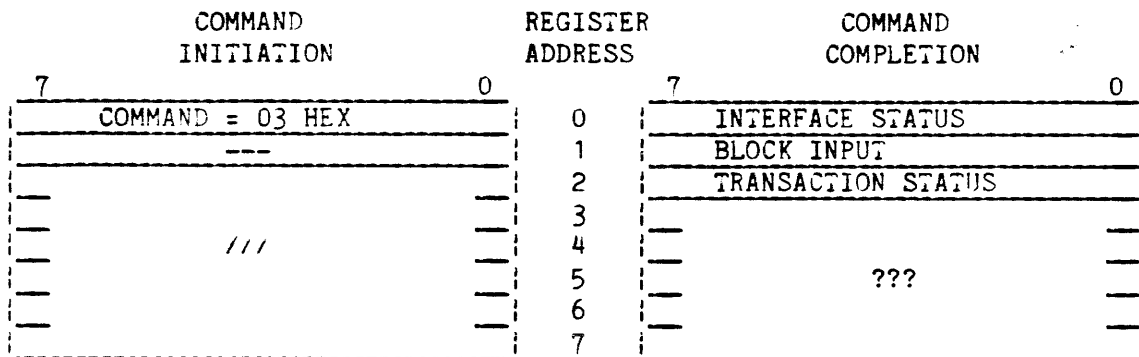 COMMAND REGISTER COMMAND
INITIATION ADDRESS COMPLETION
7 0 7 0
COMMAND = 03 HEX 0 INTERFACE STATUS
--- 1 BLOCK INPUT
2 TRANSACTION STATUS
3
/// 4
5 ???
6
7